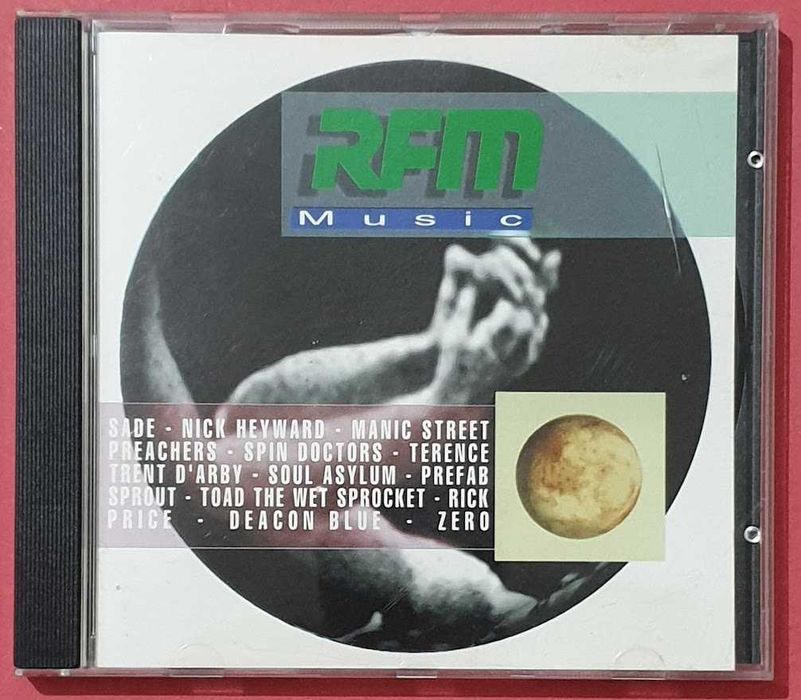 RFM
Music
SADE - NICK HEYWARD - MANIC STREET
PREACHERS - SPIN DOCTORS - TERENCE
TRENT D'ARBY - SOUL ASYLUM - PREFAB
SPROUT - TOAD THE WET SPROCKET - RICK
PRICE - DEACON BLUE - ZERO